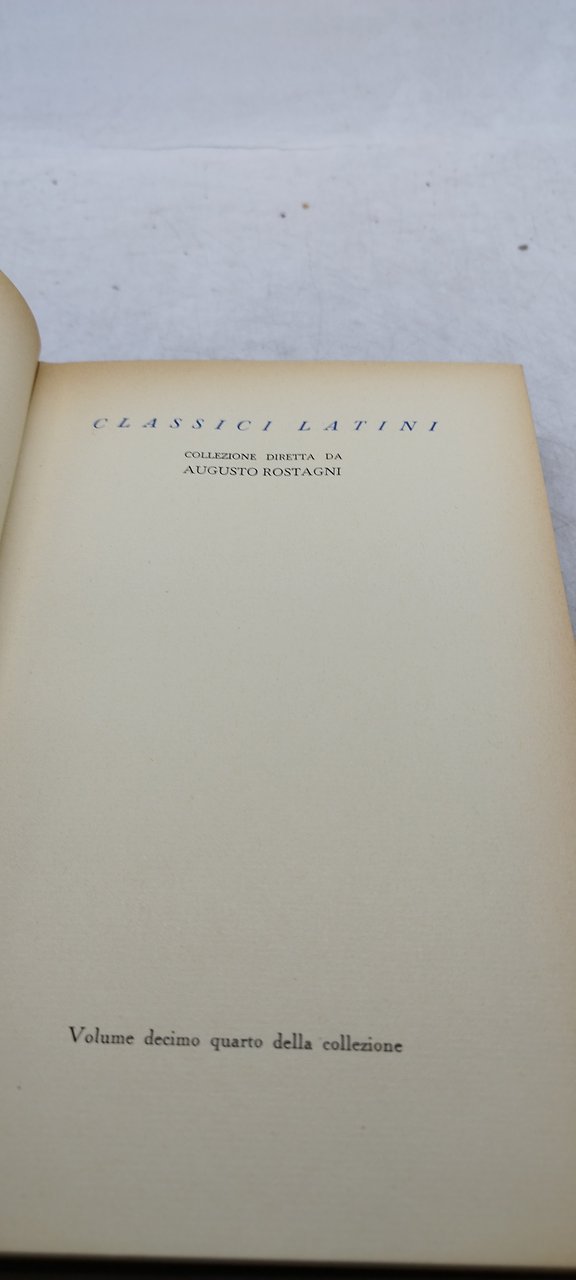 CLASSICI LATINI
COLLEZIONE DIRETTA DA
AUGUSTO ROSTAGNI
Volume decimo quarto della collezione